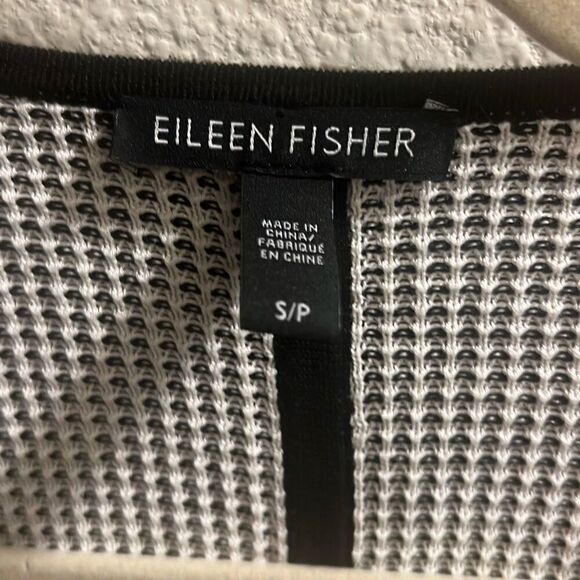 EILEEN FISHER
MADE IN
CHINA/
FABRIQUÉ
EN CHINE
S/P